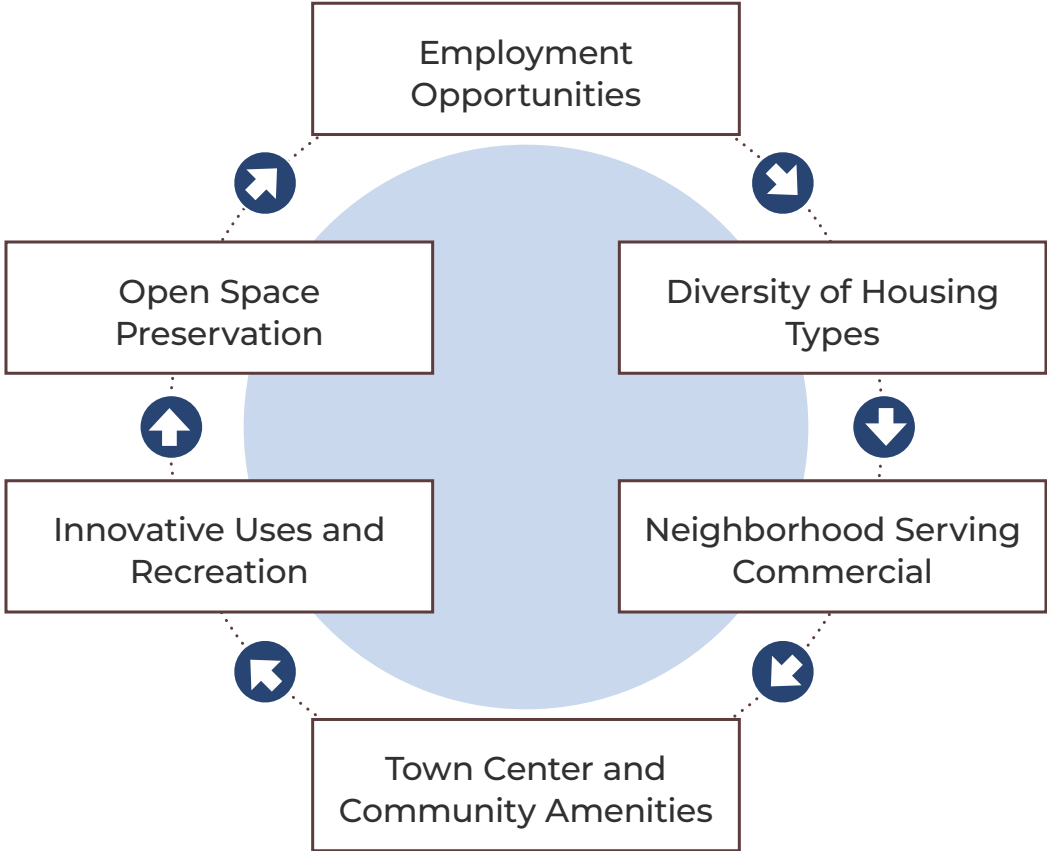 Employment
Opportunities
Open Space
Preservation
Diversity of Housing
Types
Innovative Uses and
Recreation
Neighborhood Serving
Commercial
Town Center and
Community Amenities